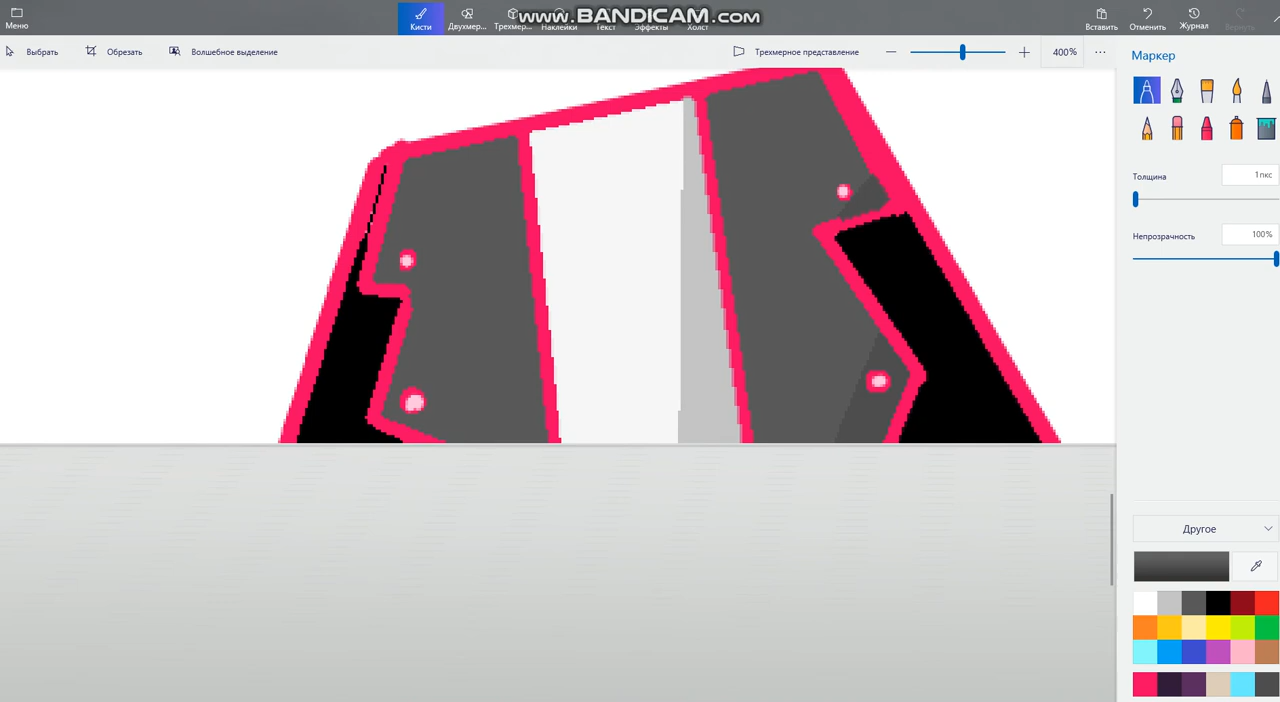 www.BANDICAM.com
Меню
Кисти
Двухмер...
Трехмер...
Наклейки
Текст
Эффекты
Холст
Вставить
Отменить
Журнал
Вернуть
Выбрать
Обрезать
Волшебное выделение
Трехмерное представление
400%
Маркер
Толщина
1пкс
Непрозрачность
100%
Другое